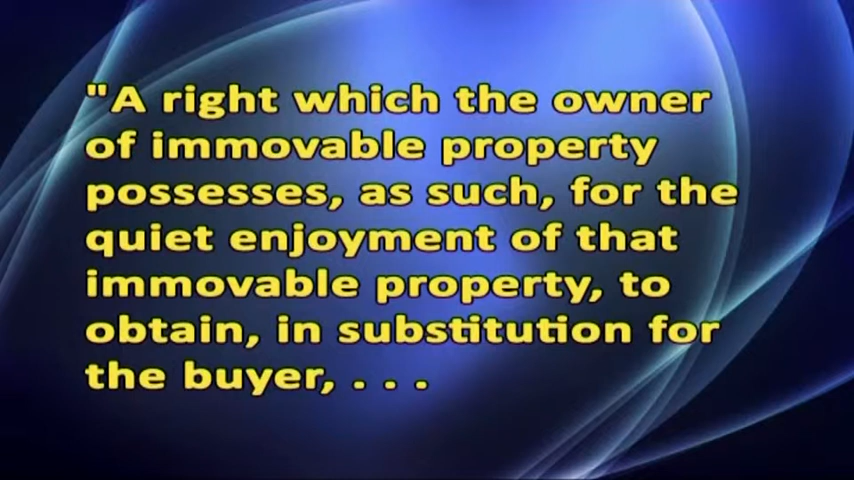 "A right which the owner
of immovable property
possesses, as such, for the
quiet enjoyment of that
immovable property, to
obtain, in substitution for
the buyer, . . .